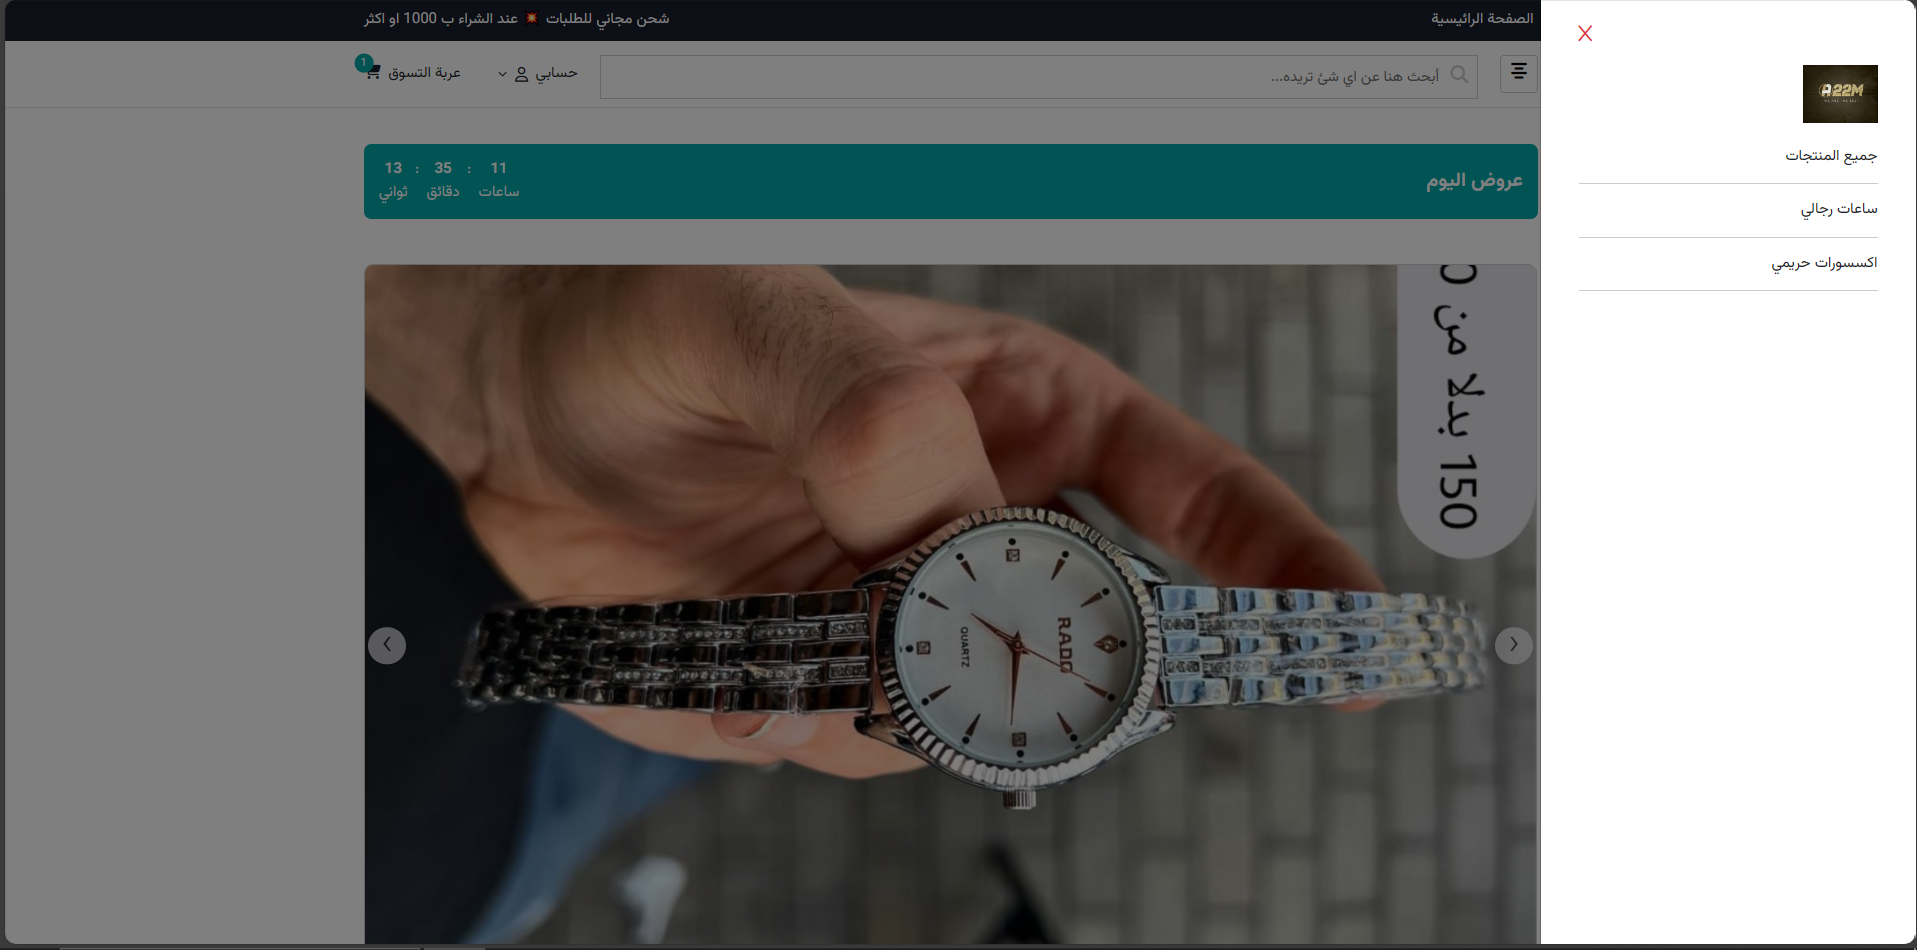 الصفحة الرائيسية
شحن مجاني للطلبات 💥 عند الشراء ب 1000 او اكثر
أبحث هنا عن اي شئ تريده...
حسابي
عربة التسوق
1
عروض اليوم
11 : 35 : 13
ساعات دقائق ثواني
A22M
جميع المنتجات
ساعات رجالي
اكسسورات حريمي
150 بدلا من
RADO
QUARTZ